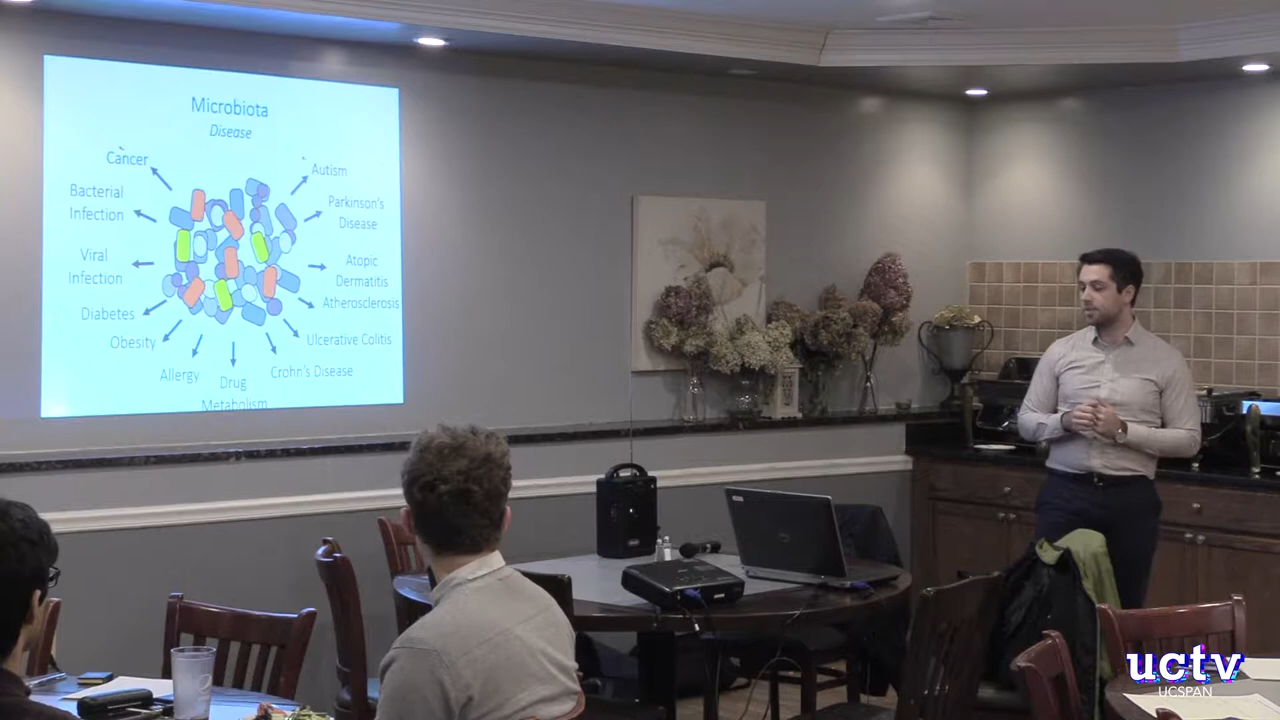 Microbiota
Disease
Cancer
Autism
Bacterial
Infection
Parkinson's
Disease
Viral
Infection
Atopic
Dermatitis
Diabetes
Atherosclerosis
Obesity
Ulcerative Colitis
Allergy
Drug
Metabolism
Crohn's Disease
uctv
UCSPAN